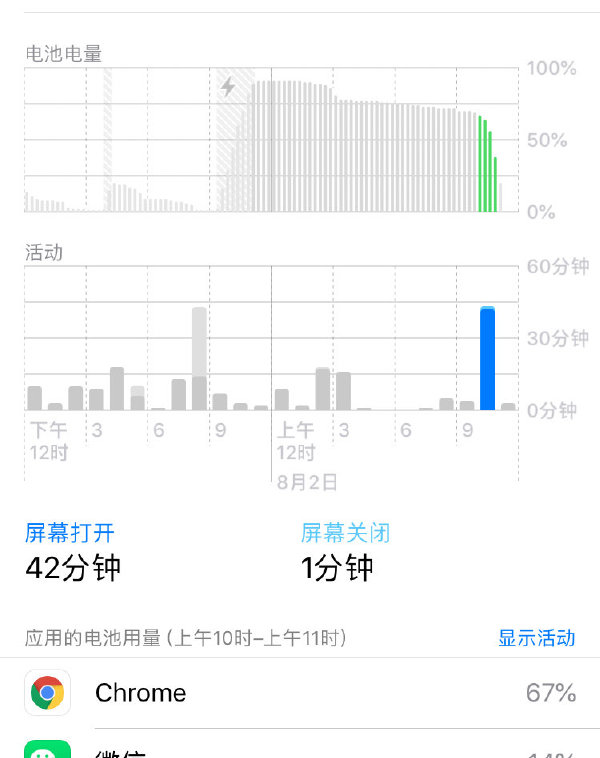 电池电量
100%
50%
0%
活动
60分钟
30分钟
0分钟
下午 3 6 9 上午 3 6 9
12时 12时
8月2日
屏幕打开 屏幕关闭
42分钟 1分钟
应用的电池用量 (上午10时–上午11时) 显示活动
Chrome 67%
微信 14%